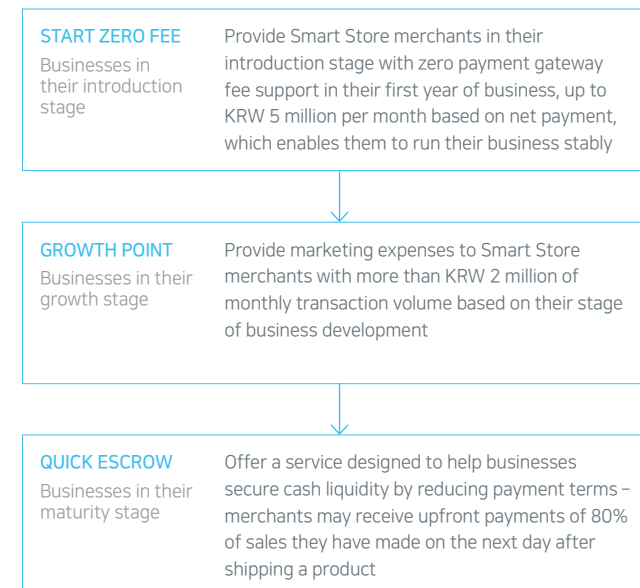 START ZERO FEE
Businesses in
their introduction
stage
Provide Smart Store merchants in their
introduction stage with zero payment gateway
fee support in their first year of business, up to
KRW 5 million per month based on net payment,
which enables them to run their business stably
GROWTH POINT
Businesses in their
growth stage
Provide marketing expenses to Smart Store
merchants with more than KRW 2 million of
monthly transaction volume based on their stage
of business development
QUICK ESCROW
Businesses in their
maturity stage
Offer a service designed to help businesses
secure cash liquidity by reducing payment terms –
merchants may receive upfront payments of 80%
of sales they have made on the next day after
shipping a product